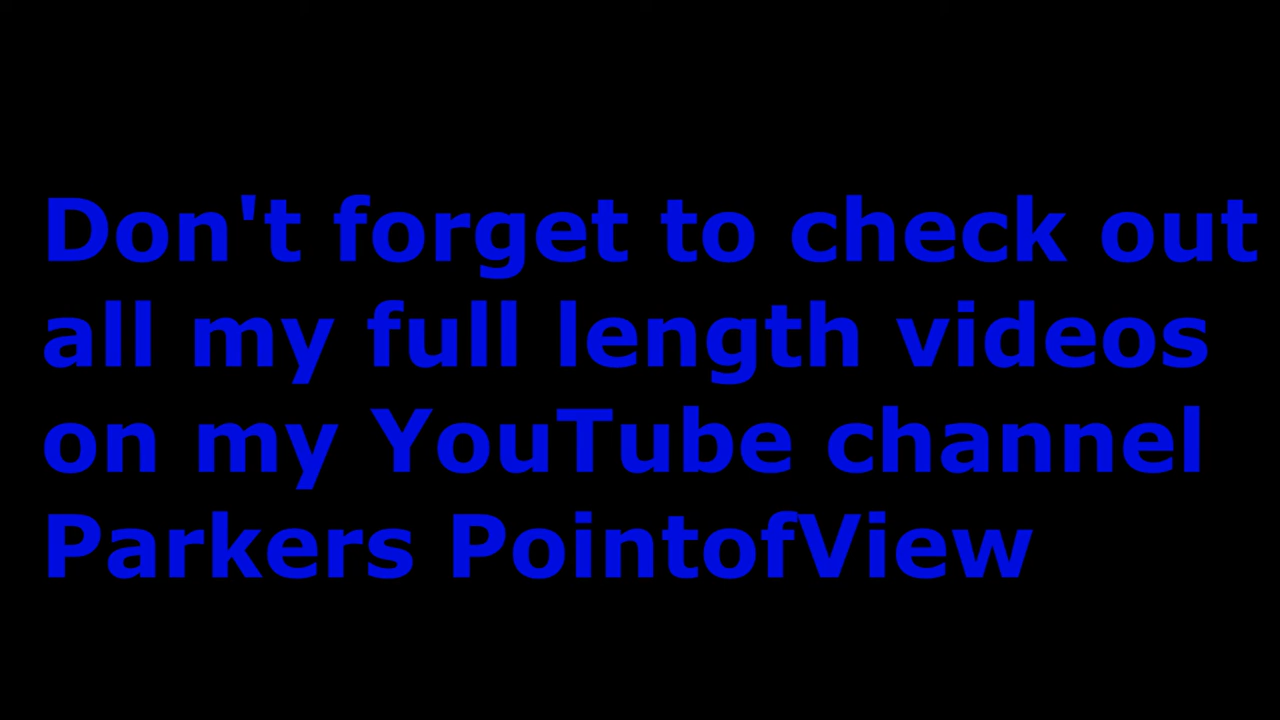 Don't forget to check out
all my full length videos
on my YouTube channel
Parkers PointofView